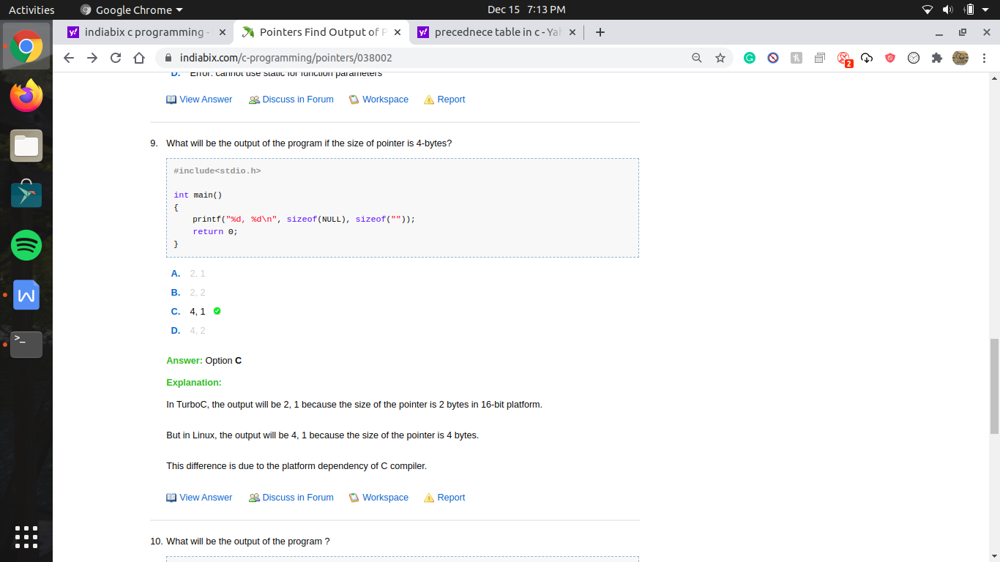 Activities Google Chrome Dec 15 7:13 PM
indiabix c programming - Pointers Find Output of P precednece table in c - Yah
indiabix.com/c-programming/pointers/038002
2
D. Error: cannot use static for function parameters
View Answer Discuss in Forum Workspace Report
9. What will be the output of the program if the size of pointer is 4-bytes?
#include<stdio.h>
int main()
{
printf("%d, %d\n", sizeof(NULL), sizeof(""));
return 0;
}
A. 2, 1
B. 2, 2
C. 4, 1
D. 4, 2
Answer: Option C
Explanation:
In TurboC, the output will be 2, 1 because the size of the pointer is 2 bytes in 16-bit platform.
But in Linux, the output will be 4, 1 because the size of the pointer is 4 bytes.
This difference is due to the platform dependency of C compiler.
View Answer Discuss in Forum Workspace Report
10. What will be the output of the program ?